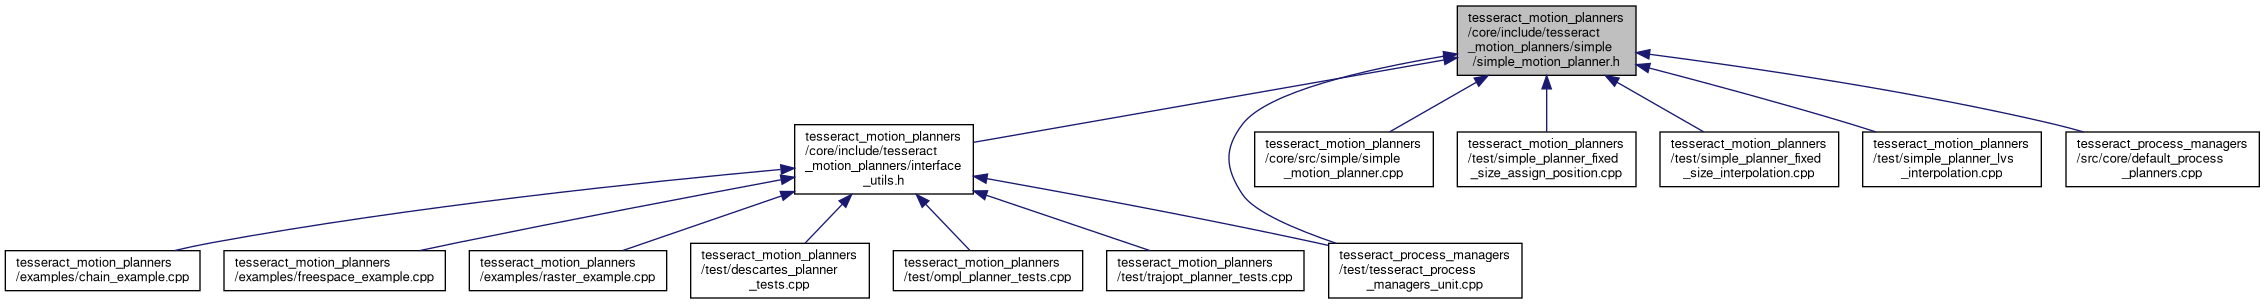 tesseract_motion_planners
/core/include/tesseract
_motion_planners/simple
/simple_motion_planner.h
tesseract_motion_planners
/core/include/tesseract
_motion_planners/interface
_utils.h
tesseract_motion_planners
/core/src/simple/simple
_motion_planner.cpp
tesseract_motion_planners
/test/simple_planner_fixed
_size_assign_position.cpp
tesseract_motion_planners
/test/simple_planner_fixed
_size_interpolation.cpp
tesseract_motion_planners
/test/simple_planner_lvs
_interpolation.cpp
tesseract_process_managers
/src/core/default_process
_planners.cpp
tesseract_motion_planners
/examples/chain_example.cpp
tesseract_motion_planners
/examples/freespace_example.cpp
tesseract_motion_planners
/examples/raster_example.cpp
tesseract_motion_planners
/test/descartes_planner
_tests.cpp
tesseract_motion_planners
/test/ompl_planner_tests.cpp
tesseract_motion_planners
/test/trajopt_planner_tests.cpp
tesseract_process_managers
/test/tesseract_process
_managers_unit.cpp